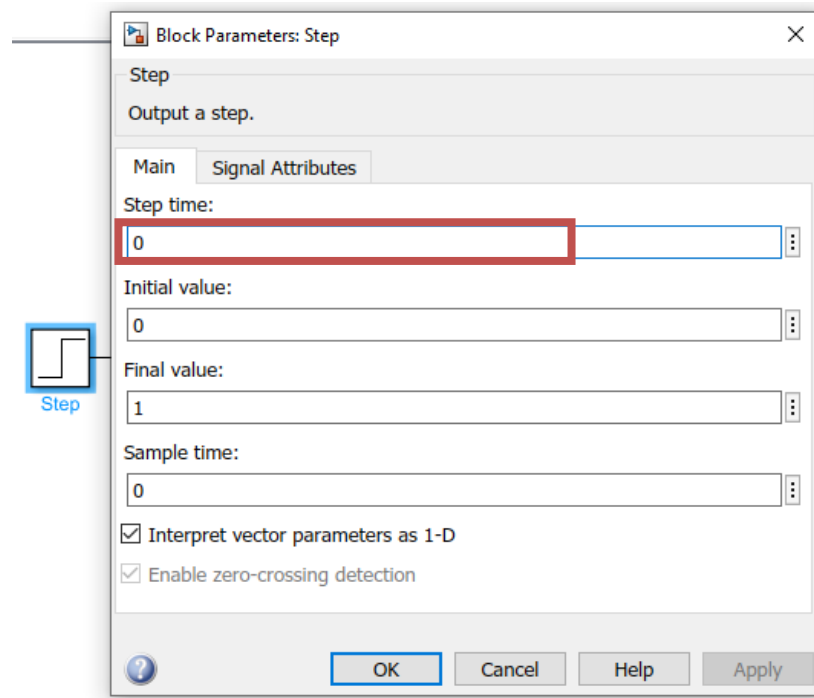 Block Parameters: Step
Step
Output a step.
Main Signal Attributes
Step time:
0
Initial value:
0
Final value:
1
Sample time:
0
Interpret vector parameters as 1-D
Enable zero-crossing detection
OK Cancel Help Apply
Step